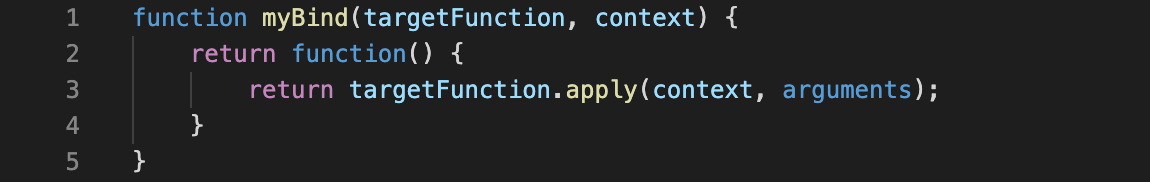 1 function myBind(targetFunction, context) {
2     return function() {
3         return targetFunction.apply(context, arguments);
4     }
5 }